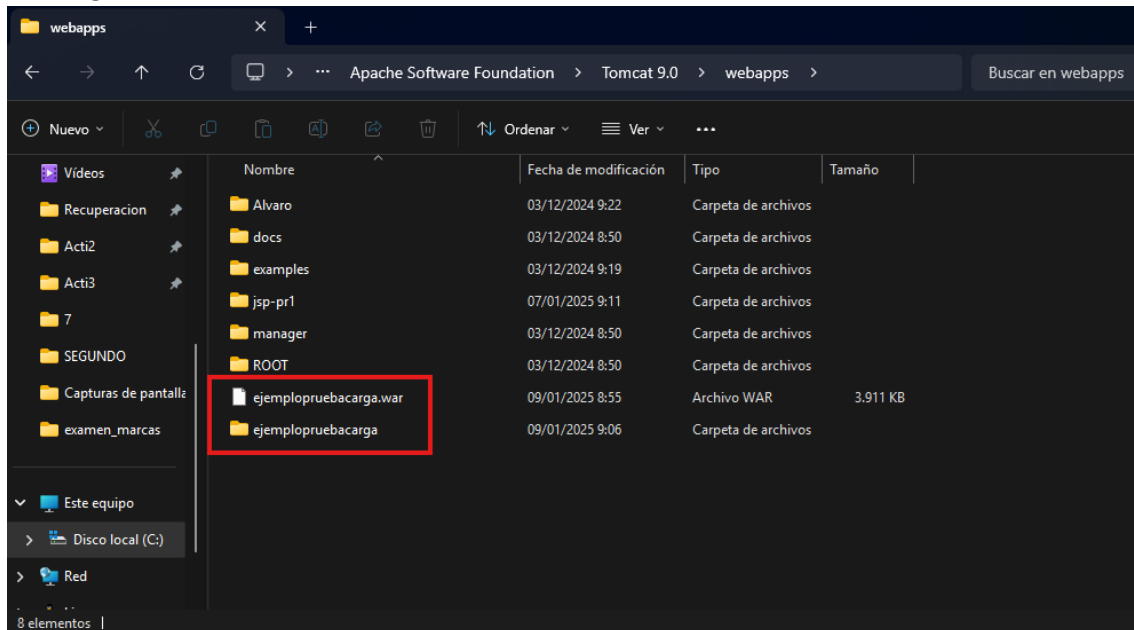 webapps
Apache Software Foundation > Tomcat 9.0 > webapps >
Buscar en webapps
Nuevo
Ordenar
Ver
Vídeos
Recuperacion
Acti2
Acti3
7
SEGUNDO
Capturas de pantalla
examen_marcas
Este equipo
Disco local (C:)
Red
Nombre Fecha de modificación Tipo Tamaño
Alvaro 03/12/2024 9:22 Carpeta de archivos
docs 03/12/2024 8:50 Carpeta de archivos
examples 03/12/2024 9:19 Carpeta de archivos
jsp-pr1 07/01/2025 9:11 Carpeta de archivos
manager 03/12/2024 8:50 Carpeta de archivos
ROOT 03/12/2024 8:50 Carpeta de archivos
ejemplopruebacarga.war 09/01/2025 8:55 Archivo WAR 3.911 KB
ejemplopruebacarga 09/01/2025 9:06 Carpeta de archivos
8 elementos